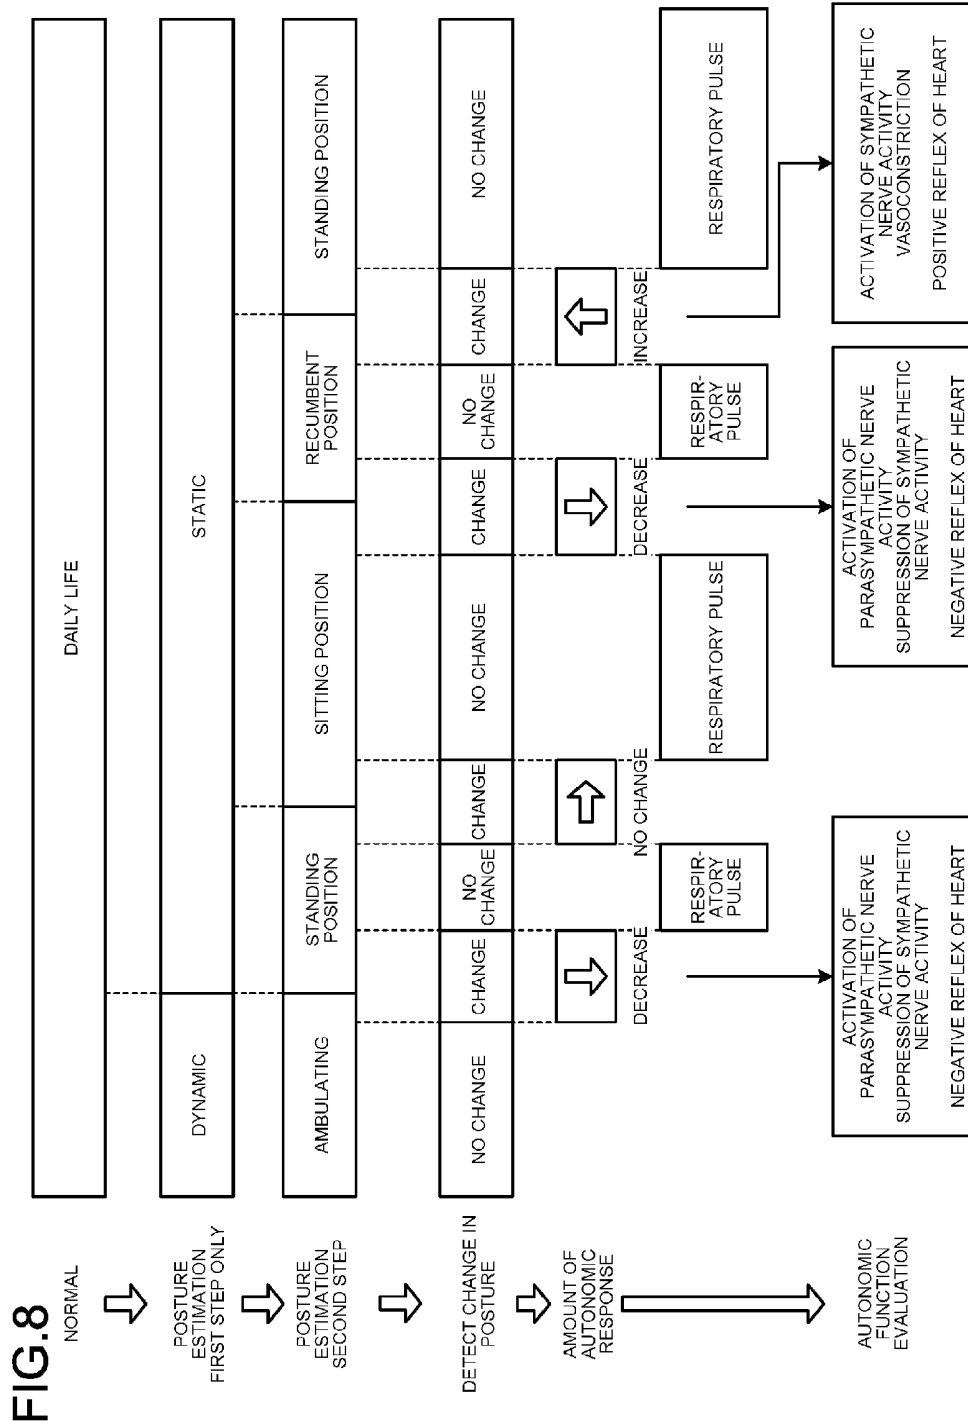 FIG.8
NORMAL
DAILY LIFE
POSTURE
ESTIMATION
FIRST STEP ONLY
DYNAMIC
STATIC
POSTURE
ESTIMATION
SECOND STEP
AMBULATING
STANDING
POSITION
SITTING POSITION
RECUMBENT
POSITION
STANDING POSITION
DETECT CHANGE IN
POSTURE
NO CHANGE
CHANGE
NO
CHANGE
CHANGE
NO CHANGE
CHANGE
NO
CHANGE
CHANGE
NO CHANGE
AMOUNT OF
AUTONOMIC
RESPONSE
DECREASE
NO CHANGE
DECREASE
INCREASE
RESPIR-
ATORY
PULSE
RESPIRATORY PULSE
RESPIR-
ATORY
PULSE
RESPIRATORY PULSE
AUTONOMIC
FUNCTION
EVALUATION
ACTIVATION OF
PARASYMPATHETIC NERVE
ACTIVITY
SUPPRESSION OF SYMPATHETIC
NERVE ACTIVITY
NEGATIVE REFLEX OF HEART
ACTIVATION OF
PARASYMPATHETIC NERVE
ACTIVITY
SUPPRESSION OF SYMPATHETIC
NERVE ACTIVITY
NEGATIVE REFLEX OF HEART
ACTIVATION OF SYMPATHETIC
NERVE ACTIVITY
VASOCONSTRICTION
POSITIVE REFLEX OF HEART